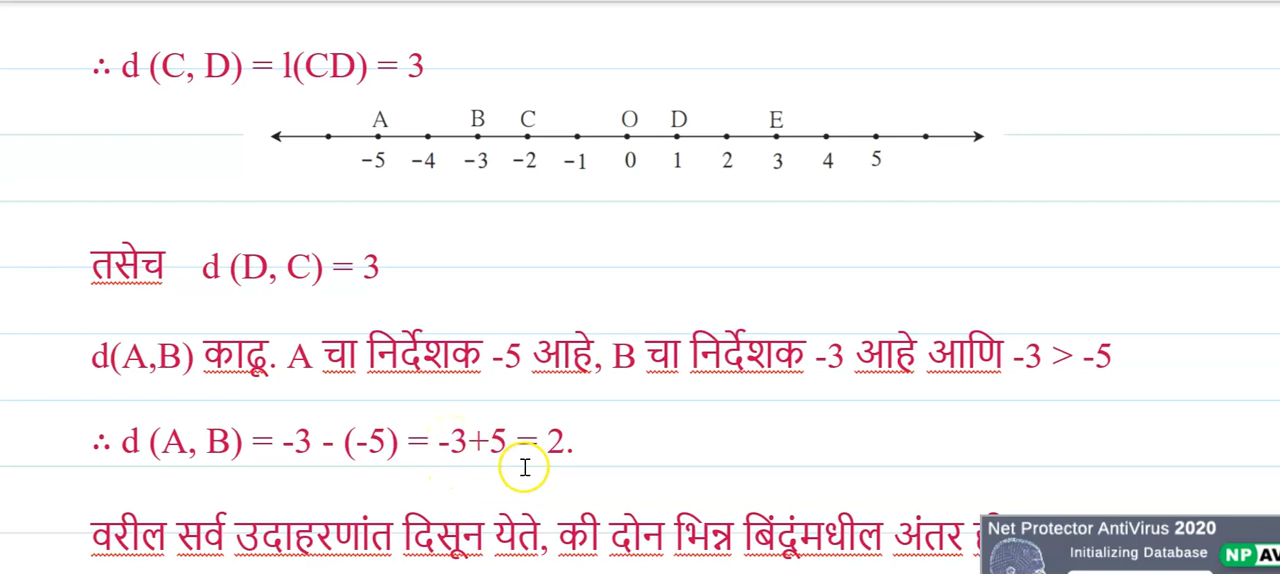 ∴ d (C, D) = l(CD) = 3
A B C O D E
-5 -4 -3 -2 -1 0 1 2 3 4 5
तसेच d (D, C) = 3
d(A,B) काढू. A चा निर्देशक -5 आहे, B चा निर्देशक -3 आहे आणि -3 > -5
∴ d (A, B) = -3 - (-5) = -3+5 = 2.
वरील सर्व उदाहरणांत दिसून येते, की दोन भिन्न बिंदूंमधील अंतर
Net Protector AntiVirus 2020
Initializing Database NP AV